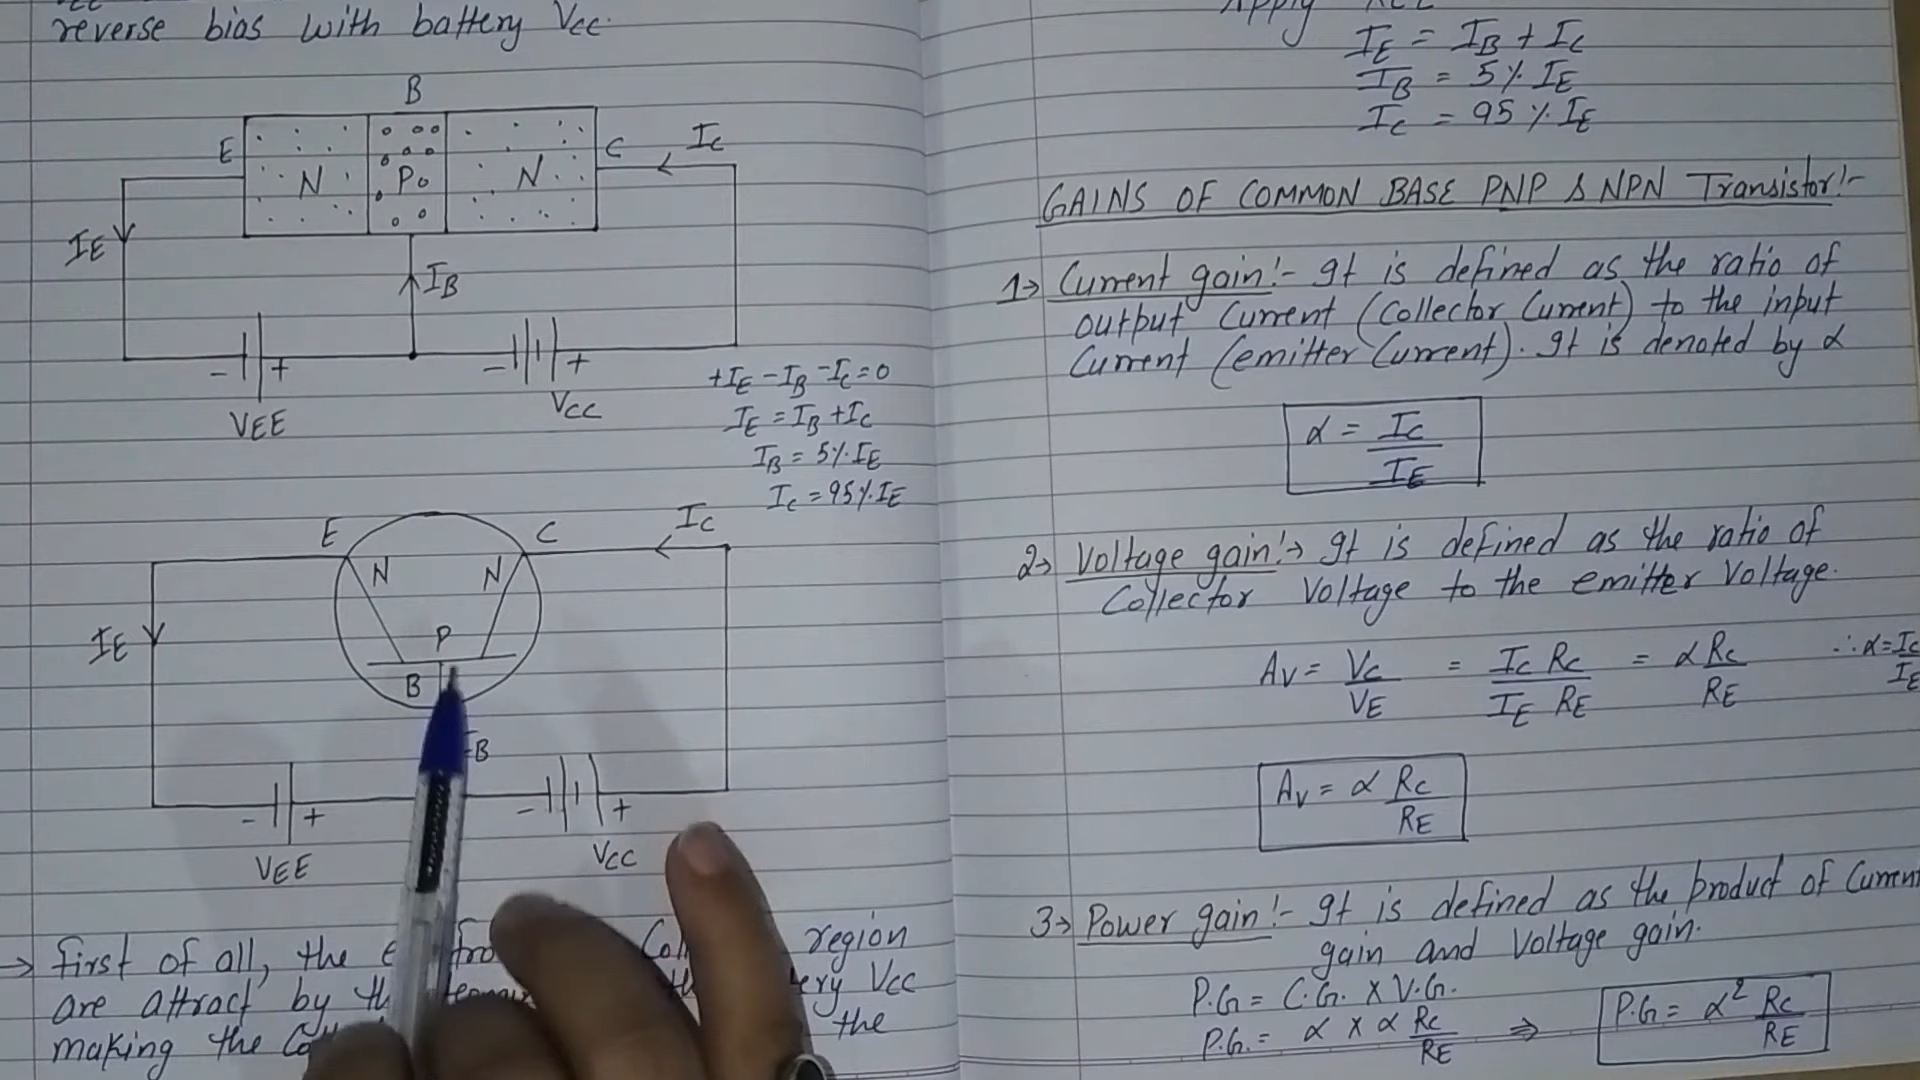 reverse bias with battery Vcc.
B
E
N
Po
N
C
Ic
IE
IB
- +
- +
VEE
Vcc
+IE - IB - Ic = 0
IE = IB + Ic
IB = 5% IE
Ic = 95% IE
E
C
Ic
N
N
P
B
IE
B
- +
- +
VEE
Vcc
→ first of all, the region
are attract by the Vcc
making the the
Apply
IE = IB + Ic
IB = 5% IE
Ic = 95% IE
GAINS OF COMMON BASE PNP & NPN Transistor!-
1→ Current gain!- It is defined as the ratio of
output Current (Collector Current) to the input
Current (emitter Current). It is denoted by α
α = Ic / IE
2→ Voltage gain!→ It is defined as the ratio of
Collector Voltage to the emitter Voltage.
Av = Vc / VE = Ic Rc / IE RE = α Rc / RE ∴ α = Ic / IE
Av = α Rc / RE
3→ Power gain!- It is defined as the product of Current
gain and Voltage gain.
P.G = C.G. X V.G.
P.G. = α x α Rc / RE ⇒ P.G = α² Rc / RE